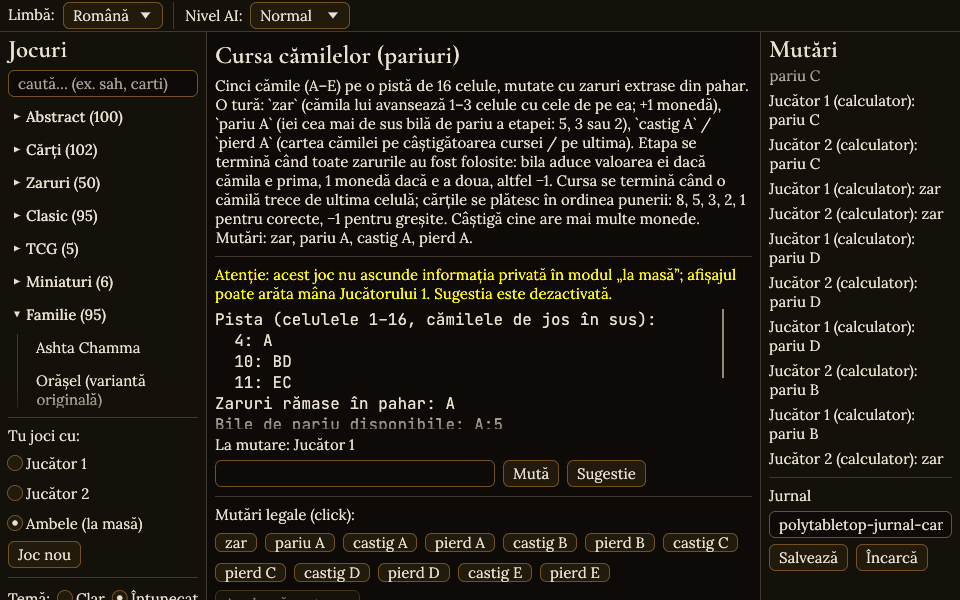 Limbă:
Română
Nivel AI:
Normal
Jocuri
caută... (ex. sah, carti)
Abstract (100)
Cărți (102)
Zaruri (50)
Clasic (95)
TCG (5)
Miniaturi (6)
Familie (95)
Ashta Chamma
Orășel (variantă
originală)
Tu joci cu:
Jucător 1
Jucător 2
Ambele (la masă)
Joc nou
Temă:
Clar
Întunecat
Cursa cămilelor (pariuri)
Cinci cămile (A–E) pe o pistă de 16 celule, mutate cu zaruri extrase din pahar.
O tură: `zar` (cămila lui avansează 1–3 celule cu cele de pe ea; +1 monedă),
`pariu A` (iei cea mai de sus bilă de pariu a etapei: 5, 3 sau 2), `castig A` /
`pierd A` (cartea cămilei pe câștigătoarea cursei / pe ultima). Etapa se
termină când toate zarurile au fost folosite: bila aduce valoarea ei dacă
cămila e prima, 1 monedă dacă e a doua, altfel −1. Cursa se termină când o
cămilă trece de ultima celulă; cărțile se plătesc în ordinea punerii: 8, 5, 3, 2, 1
pentru corecte, −1 pentru greșite. Câștigă cine are mai multe monede.
Mutări: zar, pariu A, castig A, pierd A.
Atenție: acest joc nu ascunde informația privată în modul „la masă”; afișajul
poate arăta mâna Jucătorului 1. Sugestia este dezactivată.
Pista (celulele 1–16, cămilele de jos în sus):
4: A
10: BD
11: EC
Zaruri rămase în pahar: A
Bile de pariu disponibile: A:5
La mutare: Jucător 1
Mută
Sugestie
Mutări legale (click):
zar
pariu A
castig A
pierd A
castig B
pierd B
castig C
pierd C
castig D
pierd D
castig E
pierd E
Mutări
pariu C
Jucător 1 (calculator):
pariu C
Jucător 2 (calculator):
pariu C
Jucător 1 (calculator): zar
Jucător 2 (calculator): zar
Jucător 1 (calculator):
pariu D
Jucător 2 (calculator):
pariu D
Jucător 1 (calculator):
pariu D
Jucător 2 (calculator):
pariu B
Jucător 1 (calculator):
pariu B
Jucător 2 (calculator): zar
Jurnal
polytabletop-jurnal-car
Salvează
Încarcă